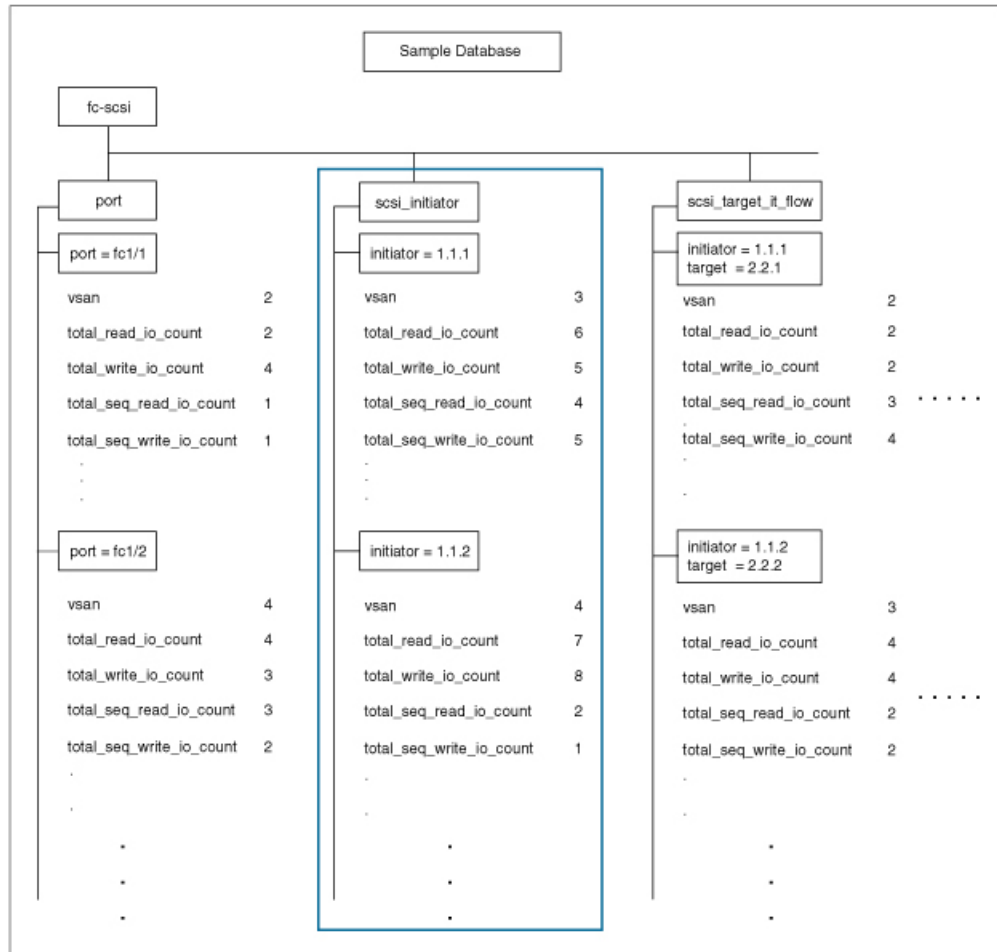 Sample Database
fc-scsi
port
port = fc1/1
vsan 2
total_read_io_count 2
total_write_io_count 4
total_seq_read_io_count 1
total_seq_write_io_count 1
port = fc1/2
vsan 4
total_read_io_count 4
total_write_io_count 3
total_seq_read_io_count 3
total_seq_write_io_count 2
scsi_initiator
initiator = 1.1.1
vsan 3
total_read_io_count 6
total_write_io_count 5
total_seq_read_io_count 4
total_seq_write_io_count 5
initiator = 1.1.2
vsan 4
total_read_io_count 7
total_write_io_count 8
total_seq_read_io_count 2
total_seq_write_io_count 1
scsi_target_it_flow
initiator = 1.1.1
target = 2.2.1
vsan 2
total_read_io_count 2
total_write_io_count 2
total_seq_read_io_count 3
total_seq_write_io_count 4
initiator = 1.1.2
target = 2.2.2
vsan 3
total_read_io_count 4
total_write_io_count 4
total_seq_read_io_count 2
total_seq_write_io_count 2